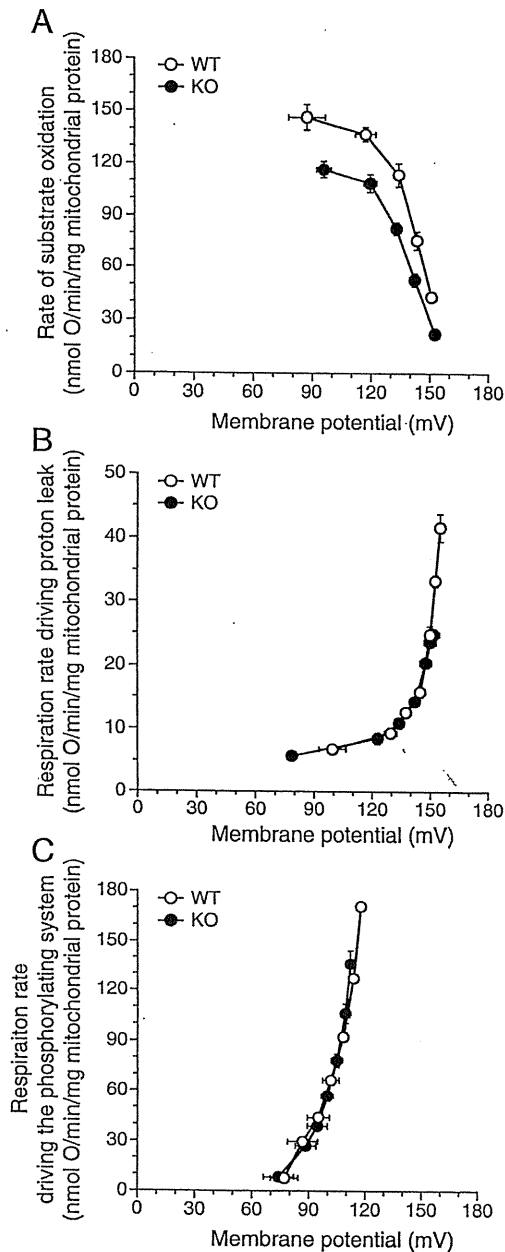 A
Rate of substrate oxidation
(nmol O/min/mg mitochondrial protein)
180
150
120
90
60
30
0
WT
KO
0 30 60 90 120 150 180
Membrane potential (mV)
B
Respiration rate driving proton leak
(nmol O/min/mg mitochondrial protein)
50
40
30
20
10
0
WT
KO
0 30 60 90 120 150 180
Membrane potential (mV)
C
Respiraiton rate
driving the phosphorylating system
(nmol O/min/mg mitochondrial protein)
180
150
120
90
60
30
0
WT
KO
0 30 60 90 120 150 180
Membrane potential (mV)